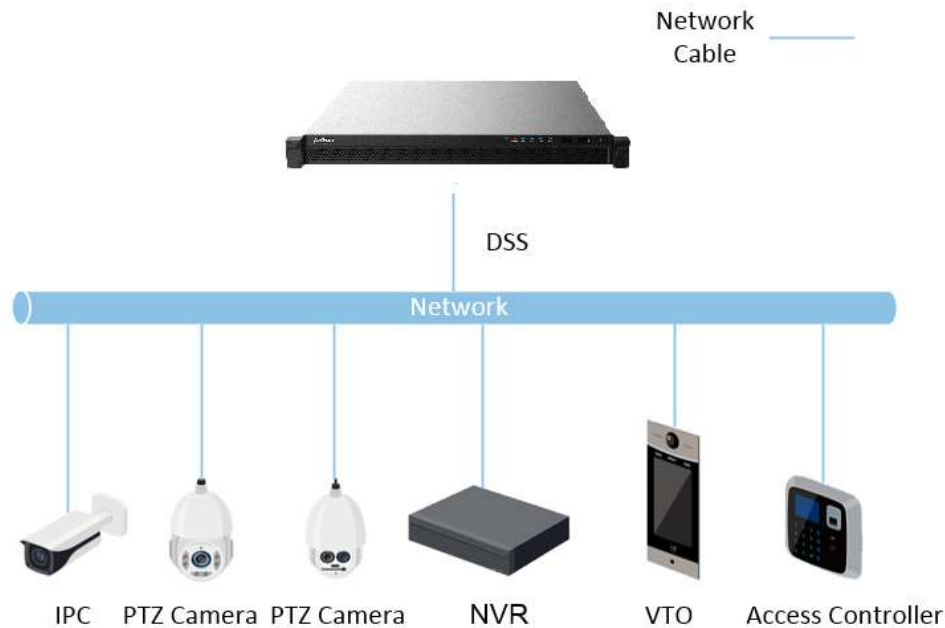 Network
Cable
DSS
Network
IPC
PTZ Camera
PTZ Camera
NVR
VTO
Access Controller